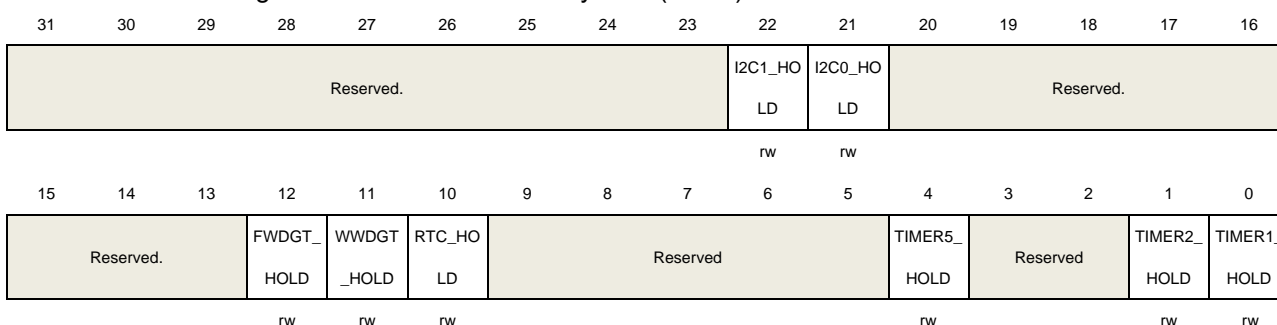 31 30 29 28 27 26 25 24 23 22 21 20 19 18 17 16
Reserved. I2C1_HO I2C0_HO Reserved.
LD LD
rw rw
15 14 13 12 11 10 9 8 7 6 5 4 3 2 1 0
Reserved. FWDGT_ WWDGT RTC_HO Reserved TIMER5_ Reserved TIMER2_ TIMER1_
HOLD _HOLD LD HOLD HOLD HOLD
rw rw rw rw rw rw